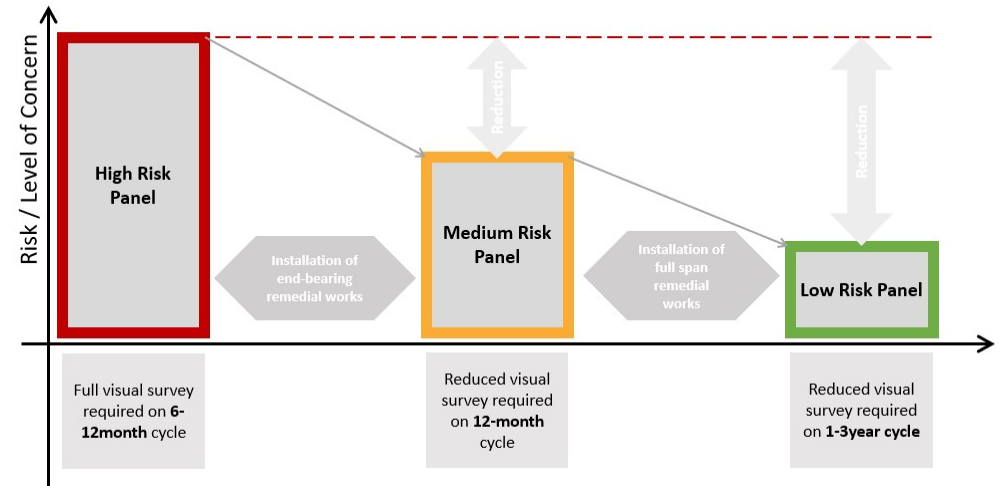 Risk / Level of Concern
High Risk
Panel
Installation of
end-bearing
remedial works
Reduction
Medium Risk
Panel
Installation of
full span
remedial
works
Reduction
Low Risk Panel
Full visual survey
required on 6-
12month cycle
Reduced visual
survey required
on 12-month
cycle
Reduced visual
survey required
on 1-3year cycle